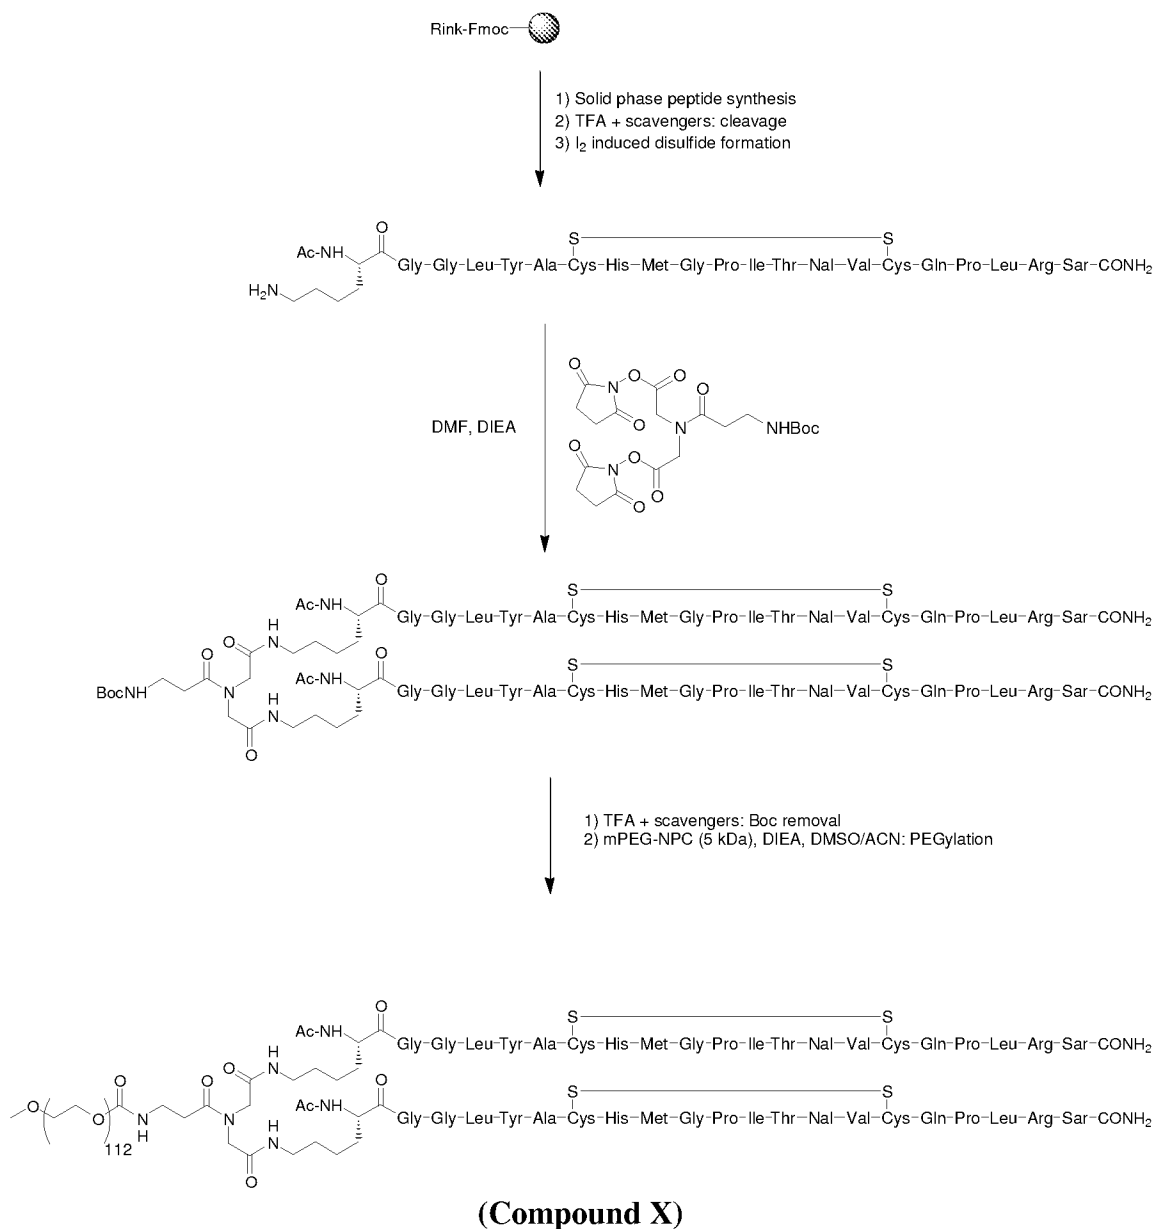 Rink-Fmoc
1) Solid phase peptide synthesis
2) TFA + scavengers: cleavage
3) I2 induced disulfide formation
O
S S
Ac-NH
Gly-Gly-Leu-Tyr-Ala-Cys-His-Met-Gly-Pro-Ile-Thr-Nal-Val-Cys-Gln-Pro-Leu-Arg-Sar-CONH2
H2N
DMF, DIEA
O
N O O O
O N NHBoc
O
N O
O O
O
S S
Ac-NH
Gly-Gly-Leu-Tyr-Ala-Cys-His-Met-Gly-Pro-Ile-Thr-Nal-Val-Cys-Gln-Pro-Leu-Arg-Sar-CONH2
O H N
O
O
S S
BocNH N Ac-NH
Gly-Gly-Leu-Tyr-Ala-Cys-His-Met-Gly-Pro-Ile-Thr-Nal-Val-Cys-Gln-Pro-Leu-Arg-Sar-CONH2
H N
O
1) TFA + scavengers: Boc removal
2) mPEG-NPC (5 kDa), DIEA, DMSO/ACN: PEGylation
O
S S
Ac-NH
Gly-Gly-Leu-Tyr-Ala-Cys-His-Met-Gly-Pro-Ile-Thr-Nal-Val-Cys-Gln-Pro-Leu-Arg-Sar-CONH2
O O O H N
O
S S
O O N H N Ac-NH
Gly-Gly-Leu-Tyr-Ala-Cys-His-Met-Gly-Pro-Ile-Thr-Nal-Val-Cys-Gln-Pro-Leu-Arg-Sar-CONH2
112
H N
O
(Compound X)